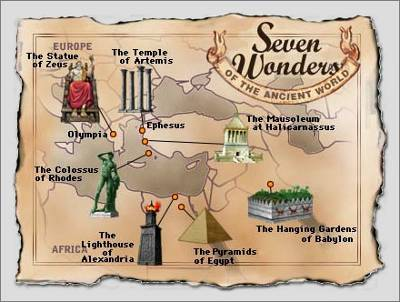 EUROPE
The Statue
of Zeus
The Temple
of Artemis
Seven
Wonders
OF THE ANCIENT WORLD
Olympia
Ephesus
The Mausoleum
at Halicarnassus
The Colossus
of Rhodes
AFRICA
The
Lighthouse
of
Alexandria
The Pyramids
of Egypt
The Hanging Gardens
of Babylon